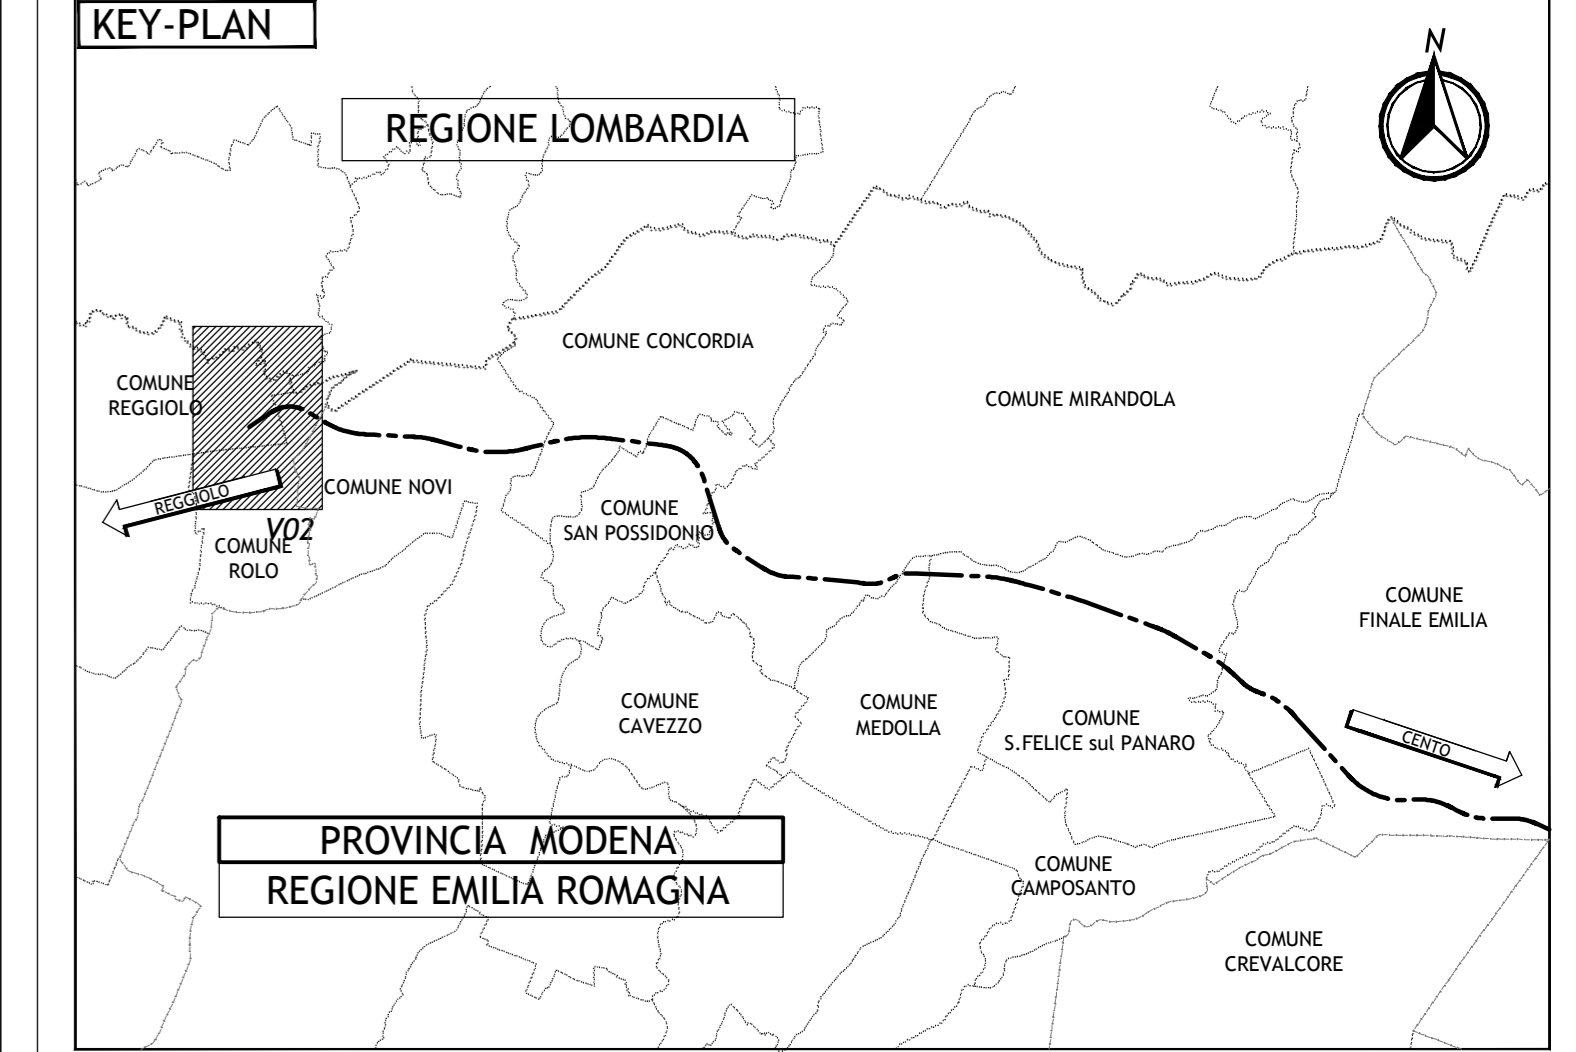 KEY-PLAN
N
REGIONE LOMBARDIA
COMUNE CONCORDIA
COMUNE
REGGIOLO
COMUNE MIRANDOLA
COMUNE NOVI
REGGIOLO
COMUNE
SAN POSSIDONIO
V02
COMUNE
ROLO
COMUNE
FINALE EMILIA
COMUNE
CAVEZZO
COMUNE
MEDOLLA
COMUNE
S.FELICE sul PANARO
CENTO
PROVINCIA MODENA
REGIONE EMILIA ROMAGNA
COMUNE
CAMPOSANTO
COMUNE
CREVALCORE